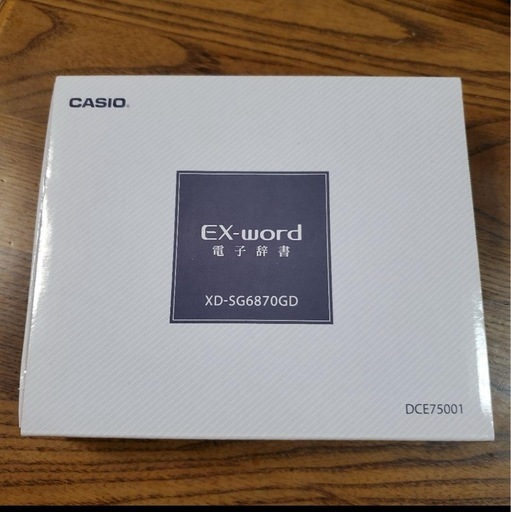 CASIO®
EX-word
電子辞書
XD-SG6870GD
DCE75001